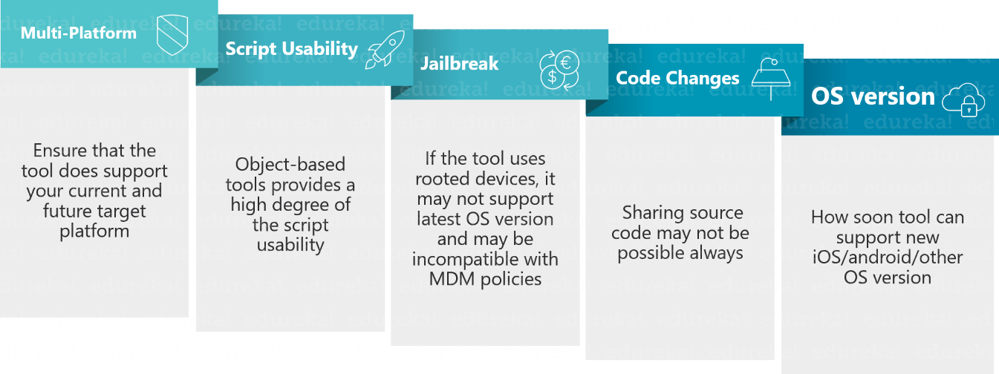 Multi-Platform
Ensure that the
tool does support
your current and
future target
platform
Script Usability
Object-based
tools provides a
high degree of
the script
usability
Jailbreak
€
$
If the tool uses
rooted devices, it
may not support
latest OS version
and may be
incompatible with
MDM policies
Code Changes
Sharing source
code may not be
possible always
OS version
How soon tool can
support new
iOS/android/other
OS version
edureka!